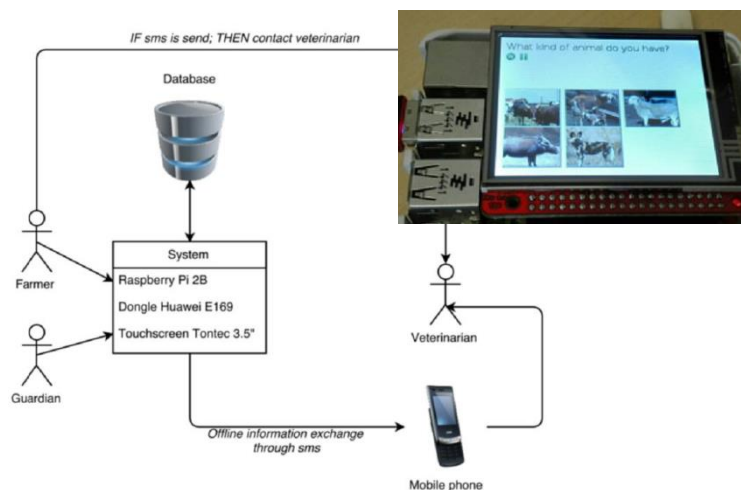 IF sms is send; THEN contact veterinarian
What kind of animal do you have?
Database
System
Raspberry Pi 2B
Dongle Huawei E169
Touchscreen Tontec 3.5"
Farmer
Guardian
Veterinarian
Offline information exchange
through sms
Mobile phone